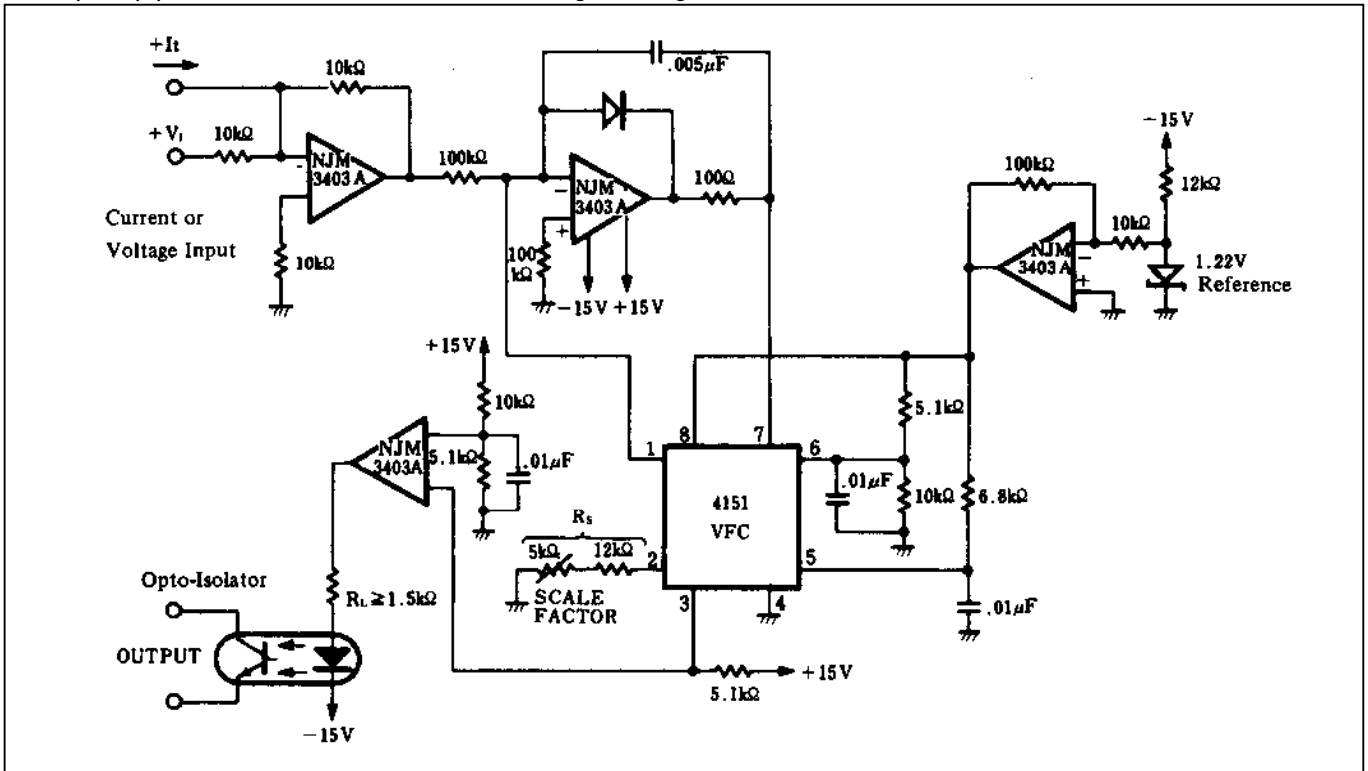 +It
10kΩ
+V₁
10kΩ
-
NJM
3403A
10kΩ
Current or
Voltage Input
100kΩ
.005μF
-
NJM
3403A
+
100
kΩ
100Ω
-15V
+15V
-15V
12kΩ
100kΩ
10kΩ
NJM
3403A
-
+
1.22V
Reference
+15V
10kΩ
NJM
3403A
5.1kΩ
.01μF
5.1kΩ
.01μF
10kΩ
6.8kΩ
.01μF
1
8
7
6
4151
VFC
2
3
4
5
Rs
5kΩ
12kΩ
SCALE
FACTOR
5.1kΩ
+15V
Opto-Isolator
RL≧1.5kΩ
OUTPUT
-15V